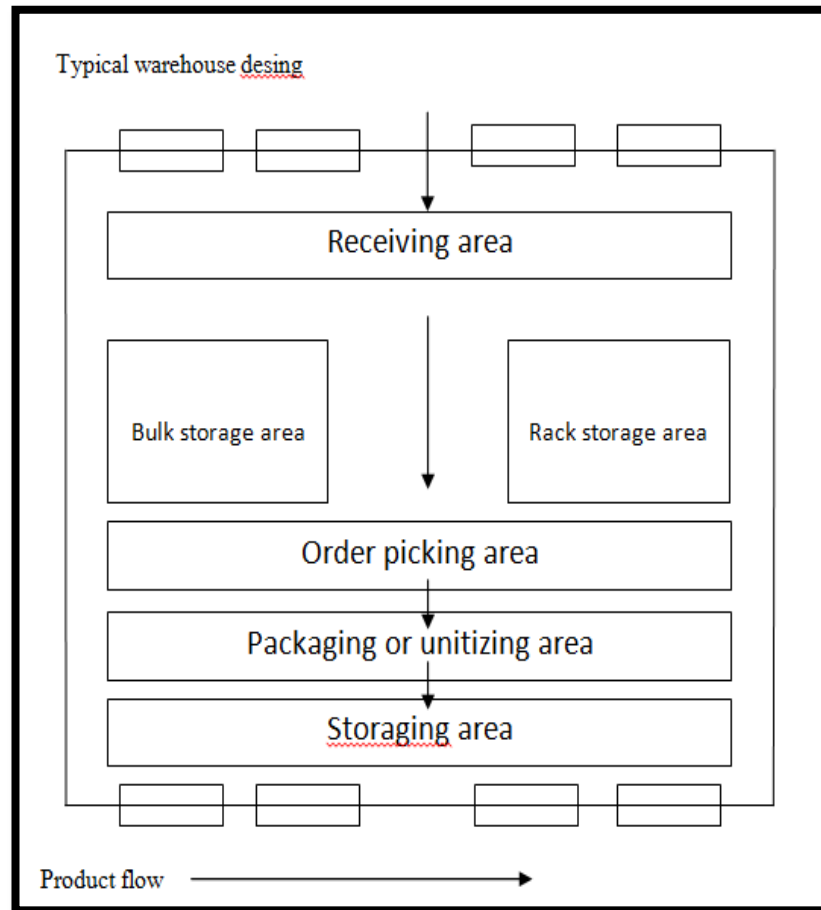 Typical warehouse desing
Receiving area
Bulk storage area
Rack storage area
Order picking area
Packaging or unitizing area
Storaging area
Product flow